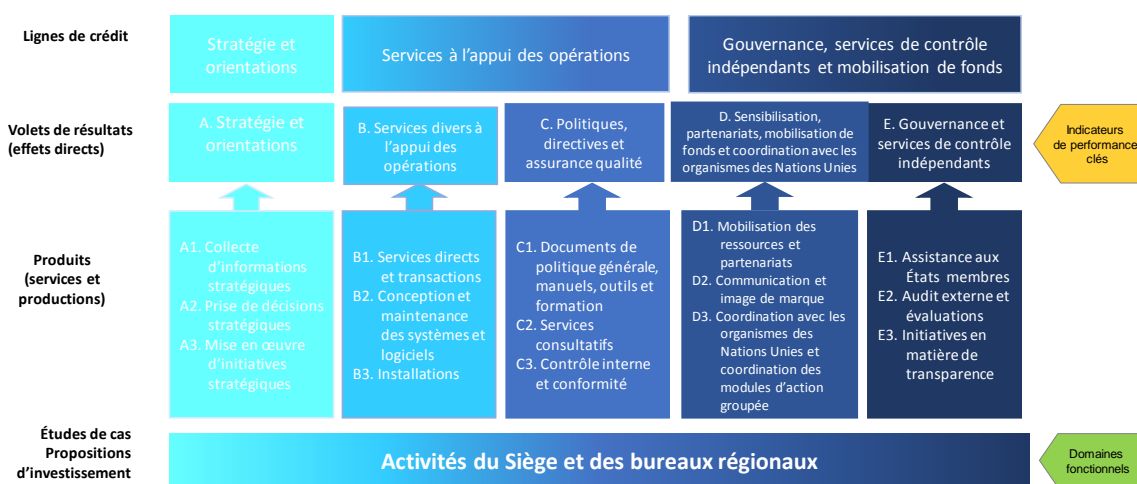 Lignes de crédit
Stratégie et
orientations
Services à l'appui des opérations
Gouvernance, services de contrôle
indépendants et mobilisation de fonds
Volets de résultats
(effets directs)
A. Stratégie et
orientations
B. Services divers à
l'appui des
opérations
C. Politiques,
directives et
assurance qualité
D. Sensibilisation,
partenariats, mobilisation de
fonds et coordination avec les
organismes des Nations Unies
E. Gouvernance et
services de contrôle
indépendants
Indicateurs
de performance
clés
Produits
(services et
productions)
A1. Collecte
d'informations
stratégiques
A2. Prise de décisions
stratégiques
A3. Mise en œuvre
d'initiatives
stratégiques
B1. Services directs
et transactions
B2. Conception et
maintenance
des systèmes et
logiciels
B3. Installations
C1. Documents de
politique générale,
manuels, outils et
formation
C2. Services
consultatifs
C3. Contrôle interne
et conformité
D1. Mobilisation des
ressources et
partenariats
D2. Communication et
image de marque
D3. Coordination avec les
organismes des
Nations Unies et
coordination des
modules d'action
groupée
E1. Assistance aux
États membres
E2. Audit externe et
évaluations
E3. Initiatives en
matière de
transparence
Études de cas
Propositions
d'investissement
Activités du Siège et des bureaux régionaux
Domaines
fonctionnels